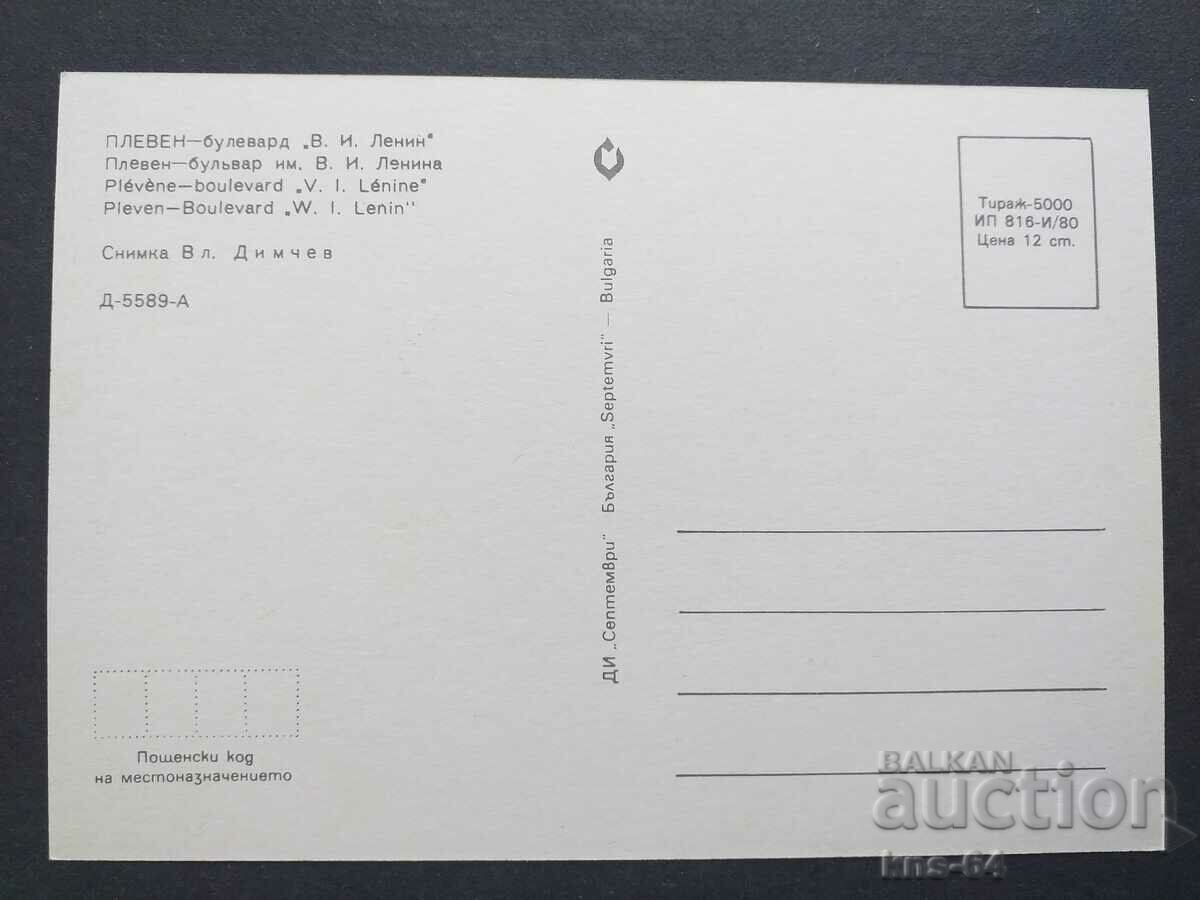 ПЛЕВЕН—булевард „В. И. Ленин"
Плевен—бульвар им. В. И. Ленина
Plévène—boulevard „V. I. Lénine"
Pleven—Boulevard „W. I. Lenin"
Снимка Вл. Димчев
Д-5589-А
ДИ „Септември" България „Septemvri" — Bulgaria
Тираж-5000
ИП 816-И/80
Цена 12 ст.
Пощенски код
на местоназначението
BALKAN
auction
kns-64